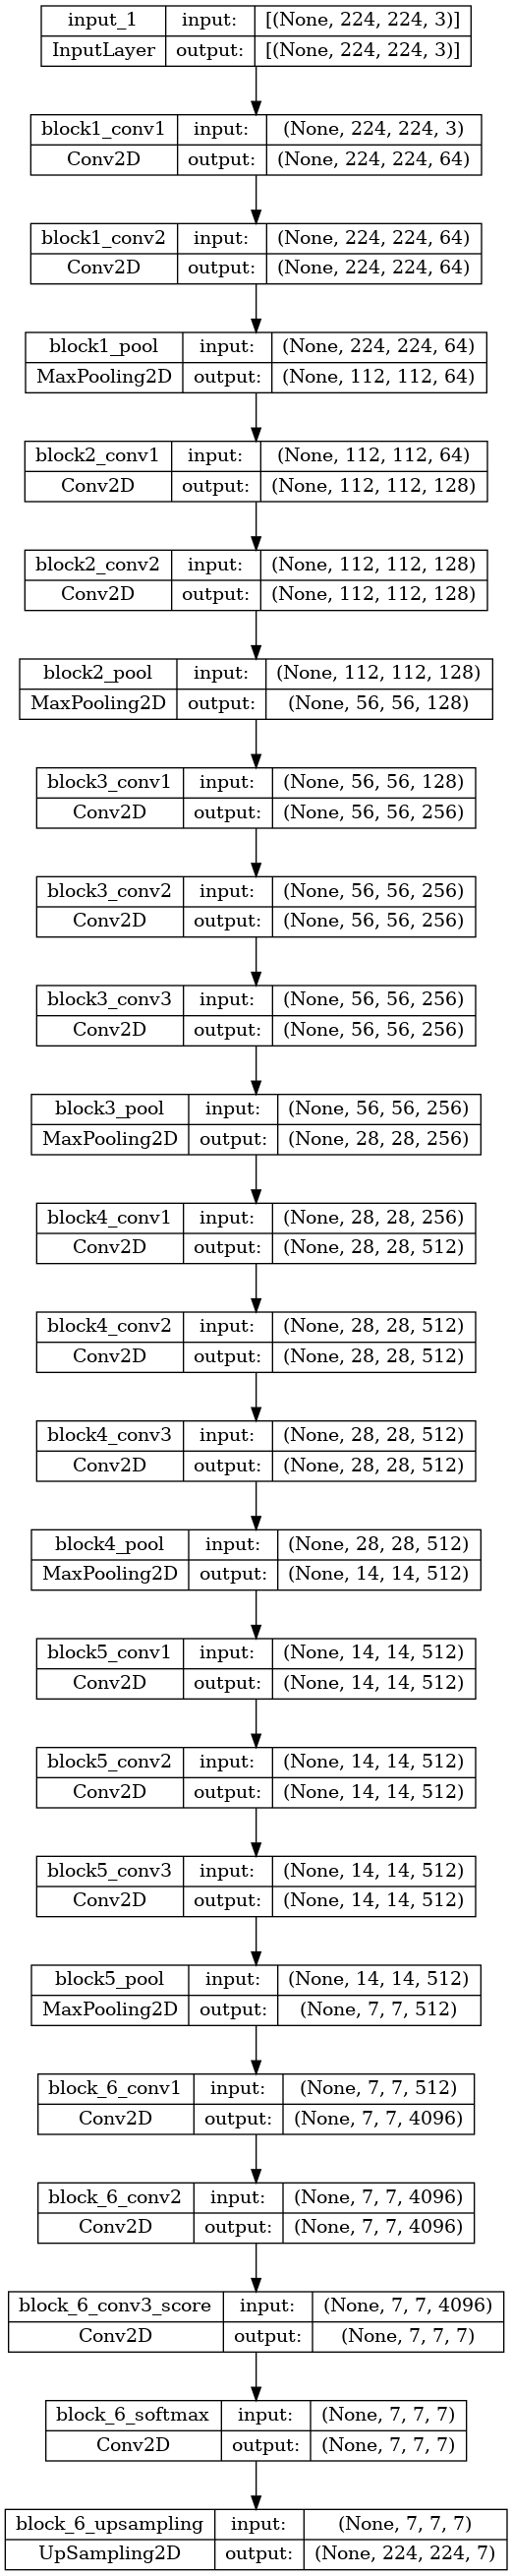 input_1 input: [(None, 224, 224, 3)]
InputLayer output: [(None, 224, 224, 3)]
block1_conv1 input: (None, 224, 224, 3)
Conv2D output: (None, 224, 224, 64)
block1_conv2 input: (None, 224, 224, 64)
Conv2D output: (None, 224, 224, 64)
block1_pool input: (None, 224, 224, 64)
MaxPooling2D output: (None, 112, 112, 64)
block2_conv1 input: (None, 112, 112, 64)
Conv2D output: (None, 112, 112, 128)
block2_conv2 input: (None, 112, 112, 128)
Conv2D output: (None, 112, 112, 128)
block2_pool input: (None, 112, 112, 128)
MaxPooling2D output: (None, 56, 56, 128)
block3_conv1 input: (None, 56, 56, 128)
Conv2D output: (None, 56, 56, 256)
block3_conv2 input: (None, 56, 56, 256)
Conv2D output: (None, 56, 56, 256)
block3_conv3 input: (None, 56, 56, 256)
Conv2D output: (None, 56, 56, 256)
block3_pool input: (None, 56, 56, 256)
MaxPooling2D output: (None, 28, 28, 256)
block4_conv1 input: (None, 28, 28, 256)
Conv2D output: (None, 28, 28, 512)
block4_conv2 input: (None, 28, 28, 512)
Conv2D output: (None, 28, 28, 512)
block4_conv3 input: (None, 28, 28, 512)
Conv2D output: (None, 28, 28, 512)
block4_pool input: (None, 28, 28, 512)
MaxPooling2D output: (None, 14, 14, 512)
block5_conv1 input: (None, 14, 14, 512)
Conv2D output: (None, 14, 14, 512)
block5_conv2 input: (None, 14, 14, 512)
Conv2D output: (None, 14, 14, 512)
block5_conv3 input: (None, 14, 14, 512)
Conv2D output: (None, 14, 14, 512)
block5_pool input: (None, 14, 14, 512)
MaxPooling2D output: (None, 7, 7, 512)
block_6_conv1 input: (None, 7, 7, 512)
Conv2D output: (None, 7, 7, 4096)
block_6_conv2 input: (None, 7, 7, 4096)
Conv2D output: (None, 7, 7, 4096)
block_6_conv3_score input: (None, 7, 7, 4096)
Conv2D output: (None, 7, 7, 7)
block_6_softmax input: (None, 7, 7, 7)
Conv2D output: (None, 7, 7, 7)
block_6_upsampling input: (None, 7, 7, 7)
UpSampling2D output: (None, 224, 224, 7)